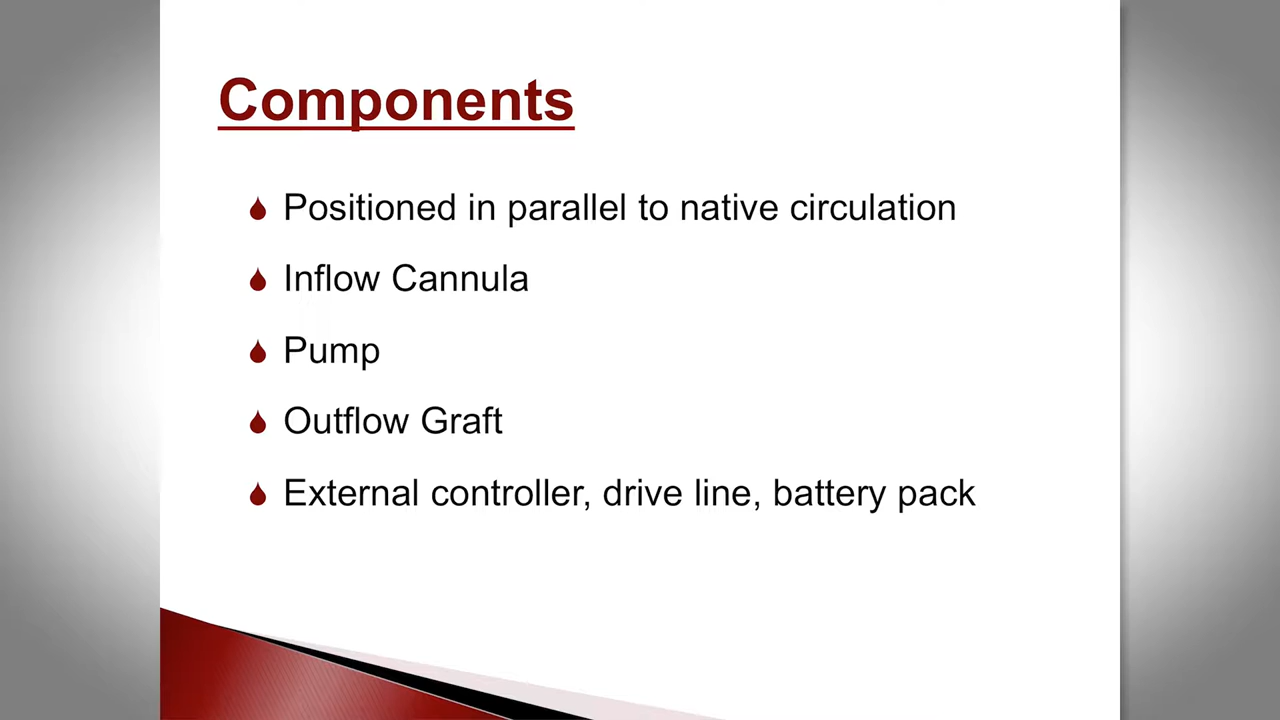 Components
Positioned in parallel to native circulation
Inflow Cannula
Pump
Outflow Graft
External controller, drive line, battery pack